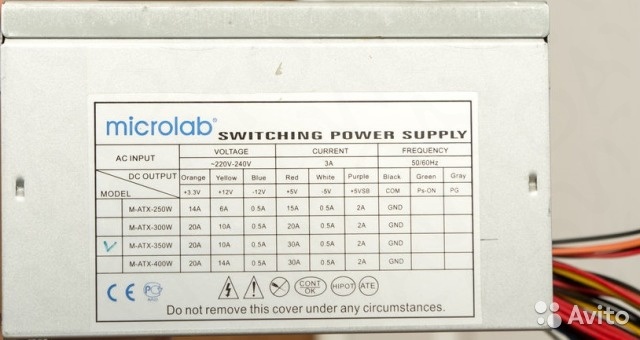 microlab® SWITCHING POWER SUPPLY
AC INPUT VOLTAGE CURRENT FREQUENCY
~220V-240V 3A 50/60Hz
DC OUTPUT Orange Yellow Blue Red White Purple Black Green Gray
MODEL +3.3V +12V -12V +5V -5V +5VSB COM Ps-ON PG
M-ATX-250W 14A 6A 0.5A 15A 0.5A 2A GND
M-ATX-300W 20A 10A 0.5A 20A 0.5A 2A GND
M-ATX-350W 20A 10A 0.5A 30A 0.5A 2A GND
M-ATX-400W 20A 14A 0.5A 30A 0.5A 2A GND
CE CONT OK HIPOT ATE
Do not remove this cover under any circumstances.
Avito